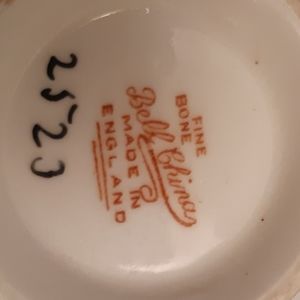 FINE
BONE
Bell China
MADE IN
ENGLAND
2523